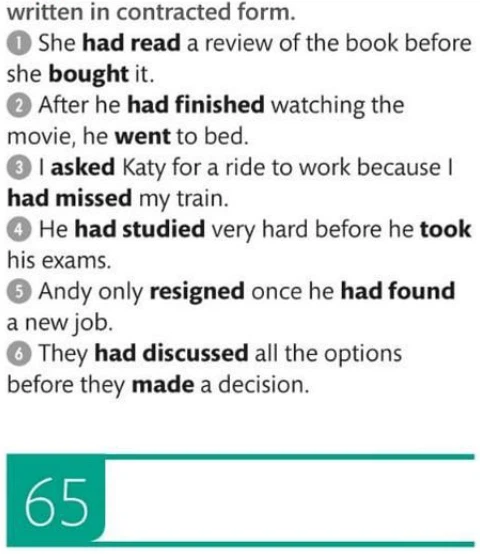 written in contracted form.
1 She had read a review of the book before
she bought it.
2 After he had finished watching the
movie, he went to bed.
3 I asked Katy for a ride to work because I
had missed my train.
4 He had studied very hard before he took
his exams.
5 Andy only resigned once he had found
a new job.
6 They had discussed all the options
before they made a decision.
65